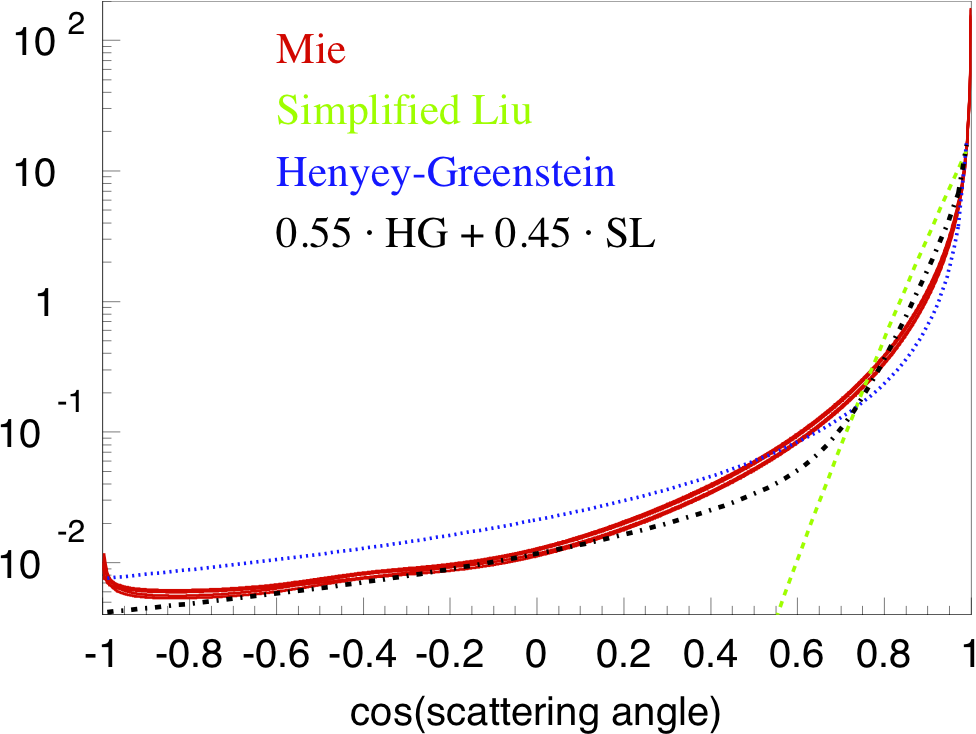 10 2
10
1
10 -1
10 -2
Mie
Simplified Liu
Henyey-Greenstein
0.55 · HG + 0.45 · SL
-1 -0.8 -0.6 -0.4 -0.2 0 0.2 0.4 0.6 0.8 1
cos(scattering angle)